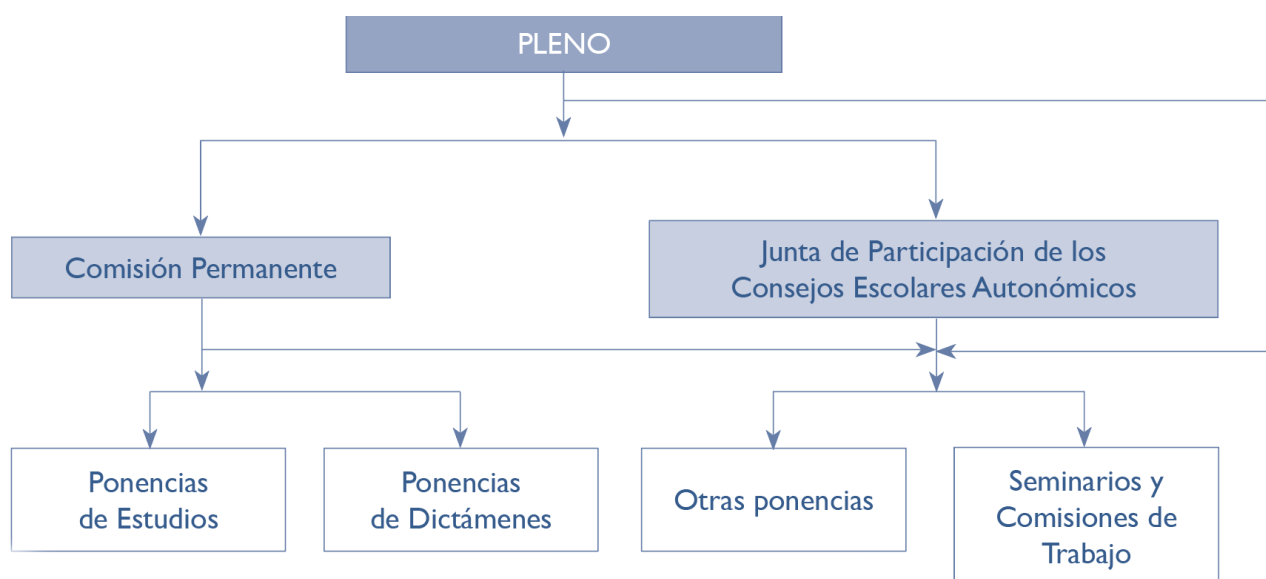 PLENO
Comisión Permanente
Junta de Participación de los
Consejos Escolares Autonómicos
Ponencias
de Estudios
Ponencias
de Dictámenes
Otras ponencias
Seminarios y
Comisiones de
Trabajo